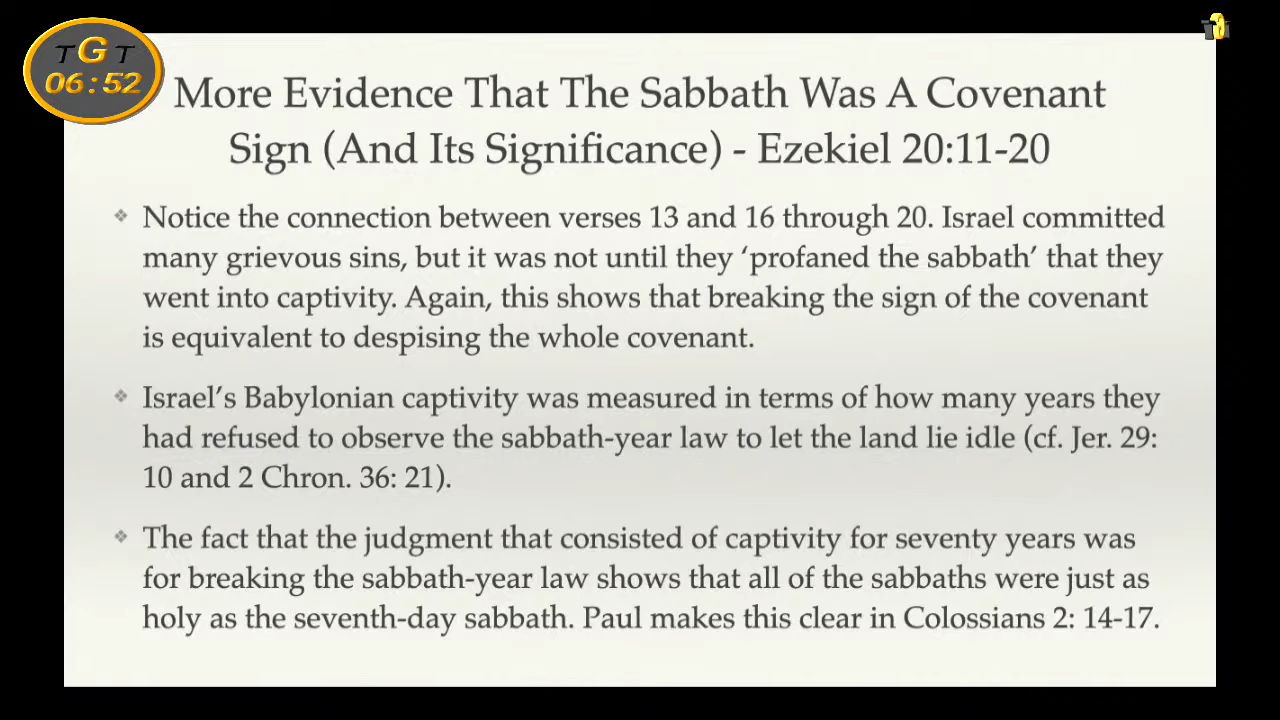 TGT
06:52
More Evidence That The Sabbath Was A Covenant
Sign (And Its Significance) - Ezekiel 20:11-20
❖ Notice the connection between verses 13 and 16 through 20. Israel committed
many grievous sins, but it was not until they ‘profaned the sabbath’ that they
went into captivity. Again, this shows that breaking the sign of the covenant
is equivalent to despising the whole covenant.
❖ Israel’s Babylonian captivity was measured in terms of how many years they
had refused to observe the sabbath-year law to let the land lie idle (cf. Jer. 29:
10 and 2 Chron. 36: 21).
❖ The fact that the judgment that consisted of captivity for seventy years was
for breaking the sabbath-year law shows that all of the sabbaths were just as
holy as the seventh-day sabbath. Paul makes this clear in Colossians 2: 14-17.